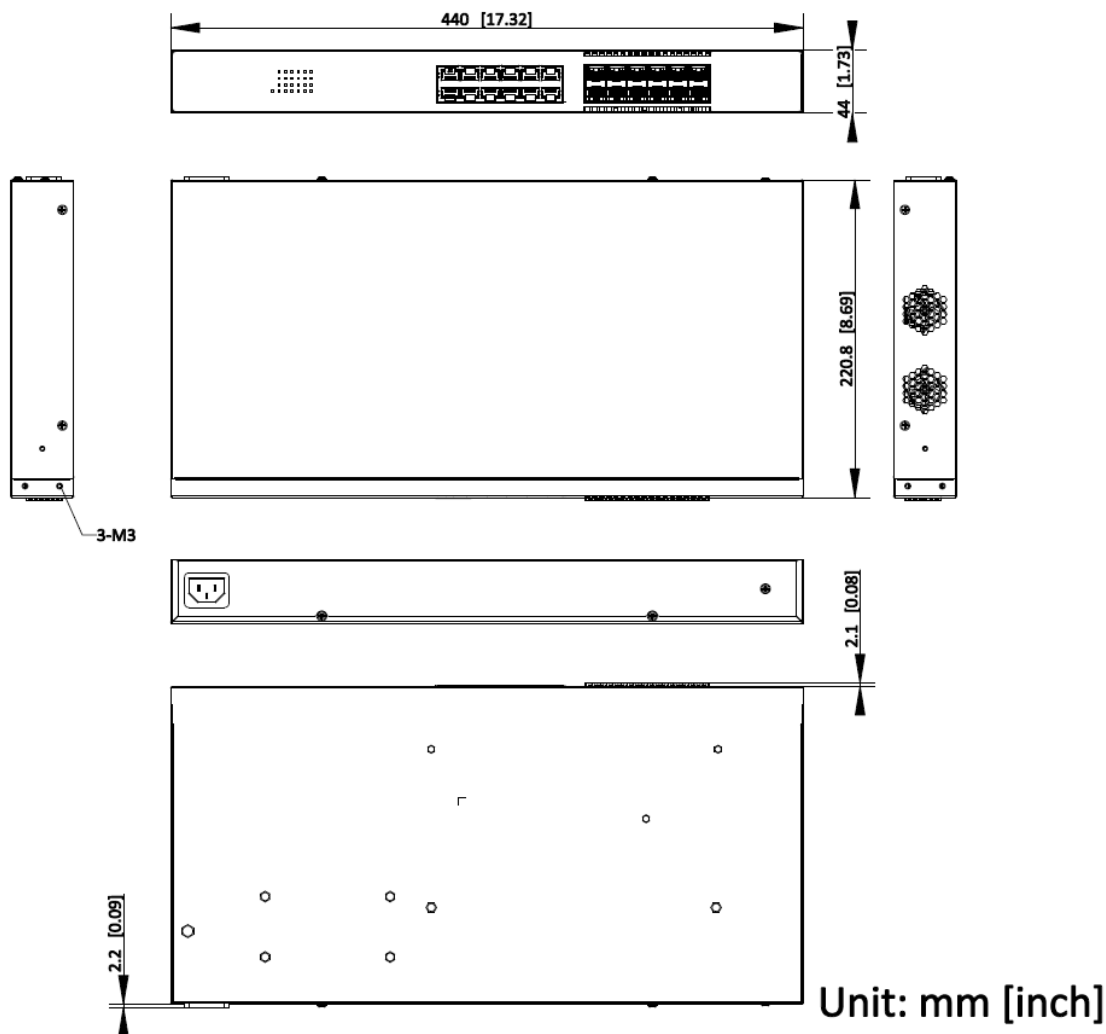 440 [17.32]
44 [1.73]
220.8 [8.69]
3-M3
2.1 [0.08]
2.2 [0.09]
Unit: mm [inch]